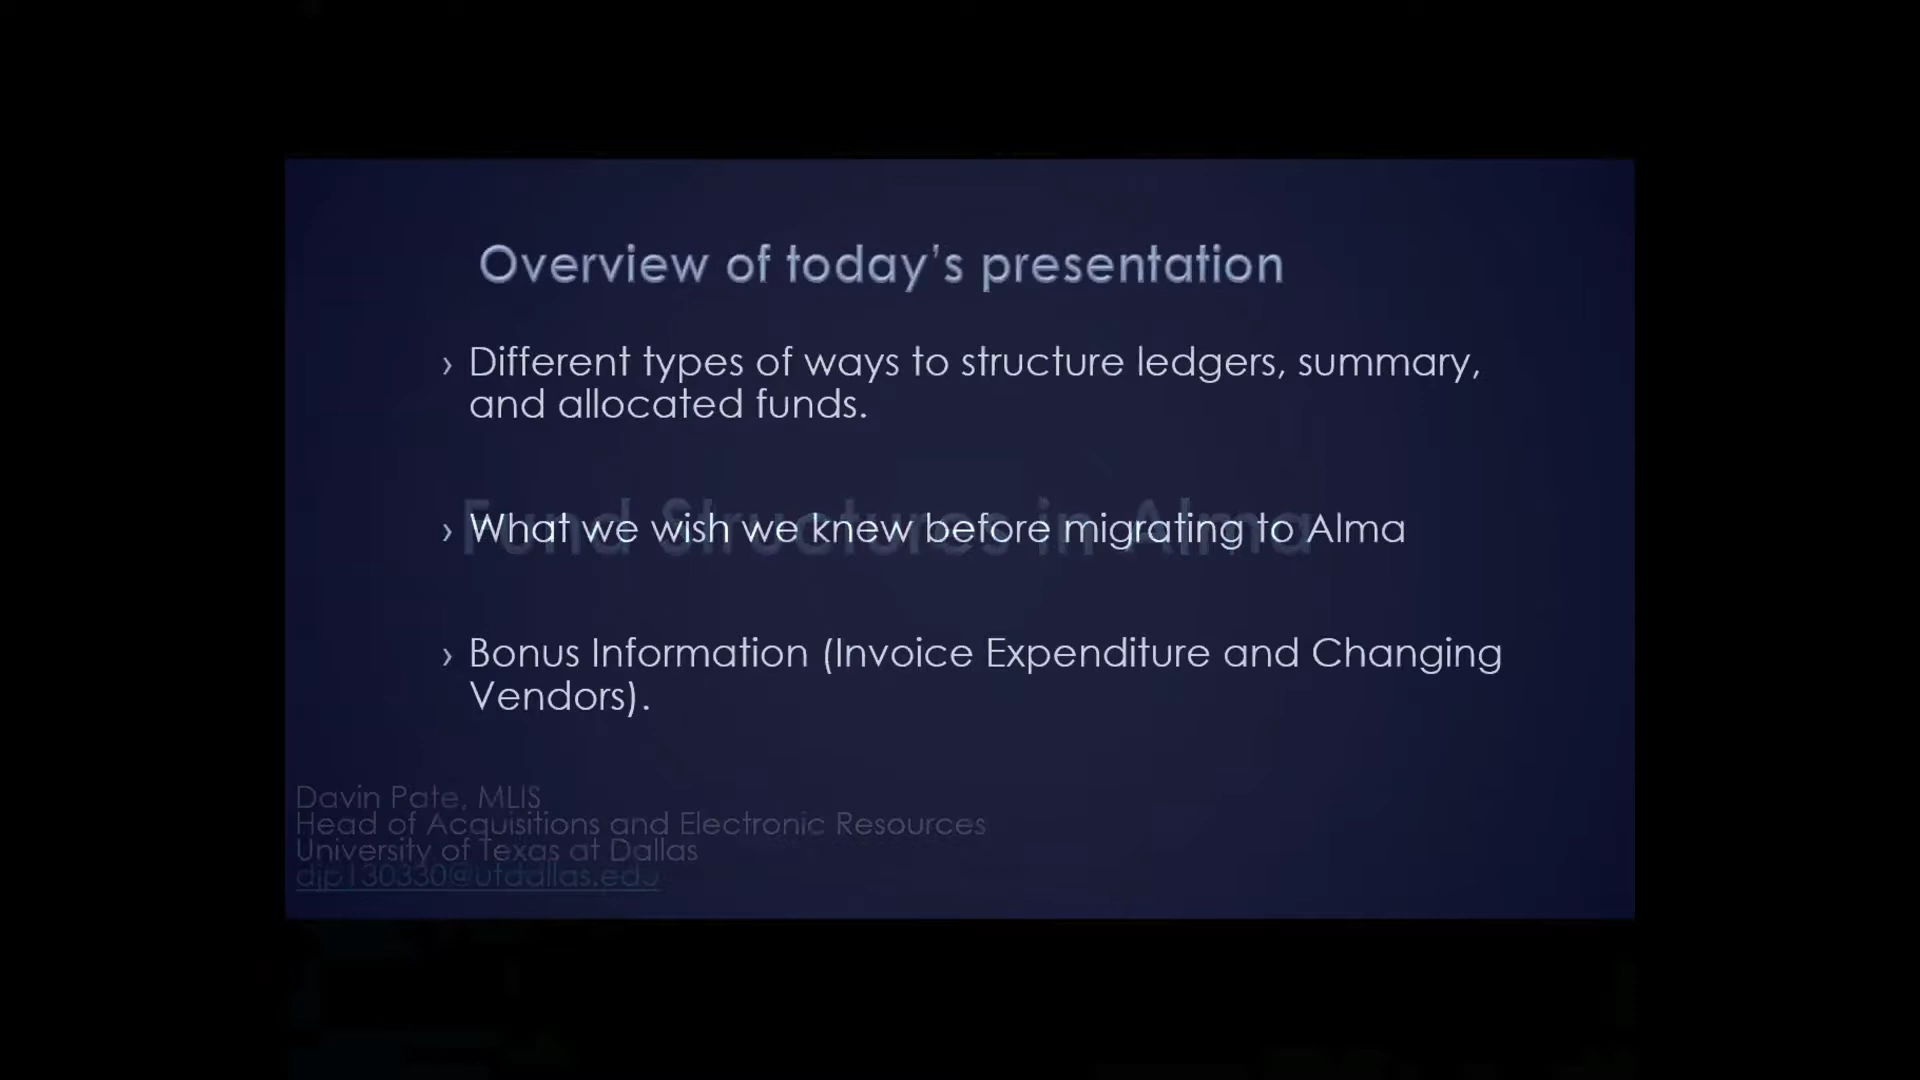 Overview of today’s presentation
› Different types of ways to structure ledgers, summary,
and allocated funds.
Fund Structures in Alma
› What we wish we knew before migrating to Alma
› Bonus Information (Invoice Expenditure and Changing
Vendors).
Davin Pate, MLIS
Head of Acquisitions and Electronic Resources
University of Texas at Dallas
djp130330@utdallas.edu